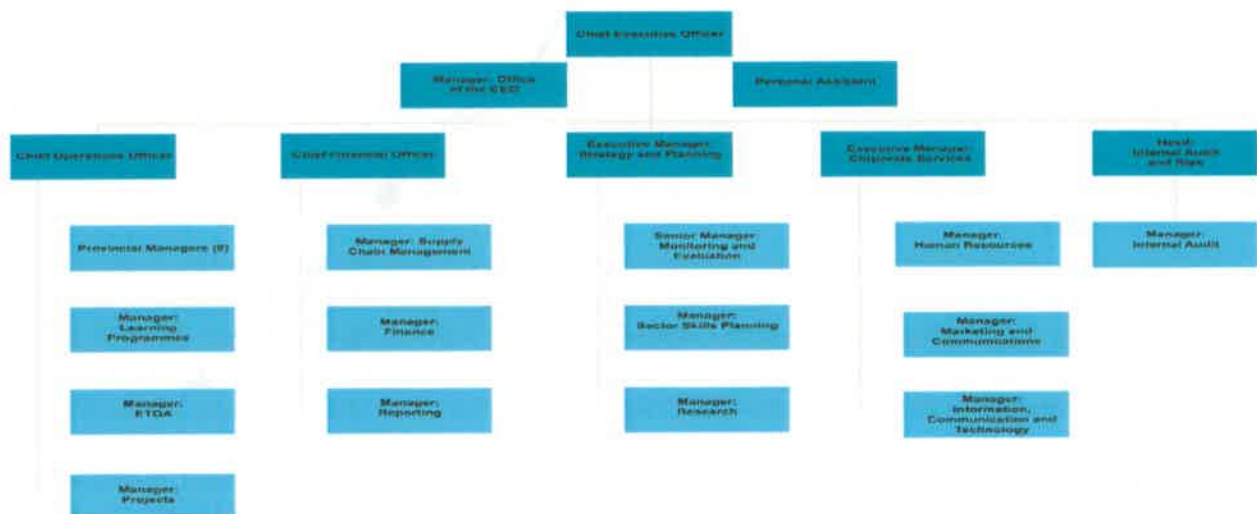 Chief Executive Officer
Manager: Office
of the CEO
Personal Assistant
Chief Operations Officer
Chief Financial Officer
Executive Manager:
Strategy and Planning
Executive Manager:
Services
Head:
Internal Audit
and
Provincial Managers
Manager: Supply
Chain Management
Senior Manager:
Monitoring and
Evaluation
Manager:
Human Resources
Manager:
Internal Audit
Manager:
Learning
Programmes
Manager:
Finance
Manager:
Sector Skills Planning
Manager:
Marketing and
Communications
Manager:
Manager:
Reporting
Manager:
Research
Manager:
Information,
Communication and
Technology
Manager:
Projects